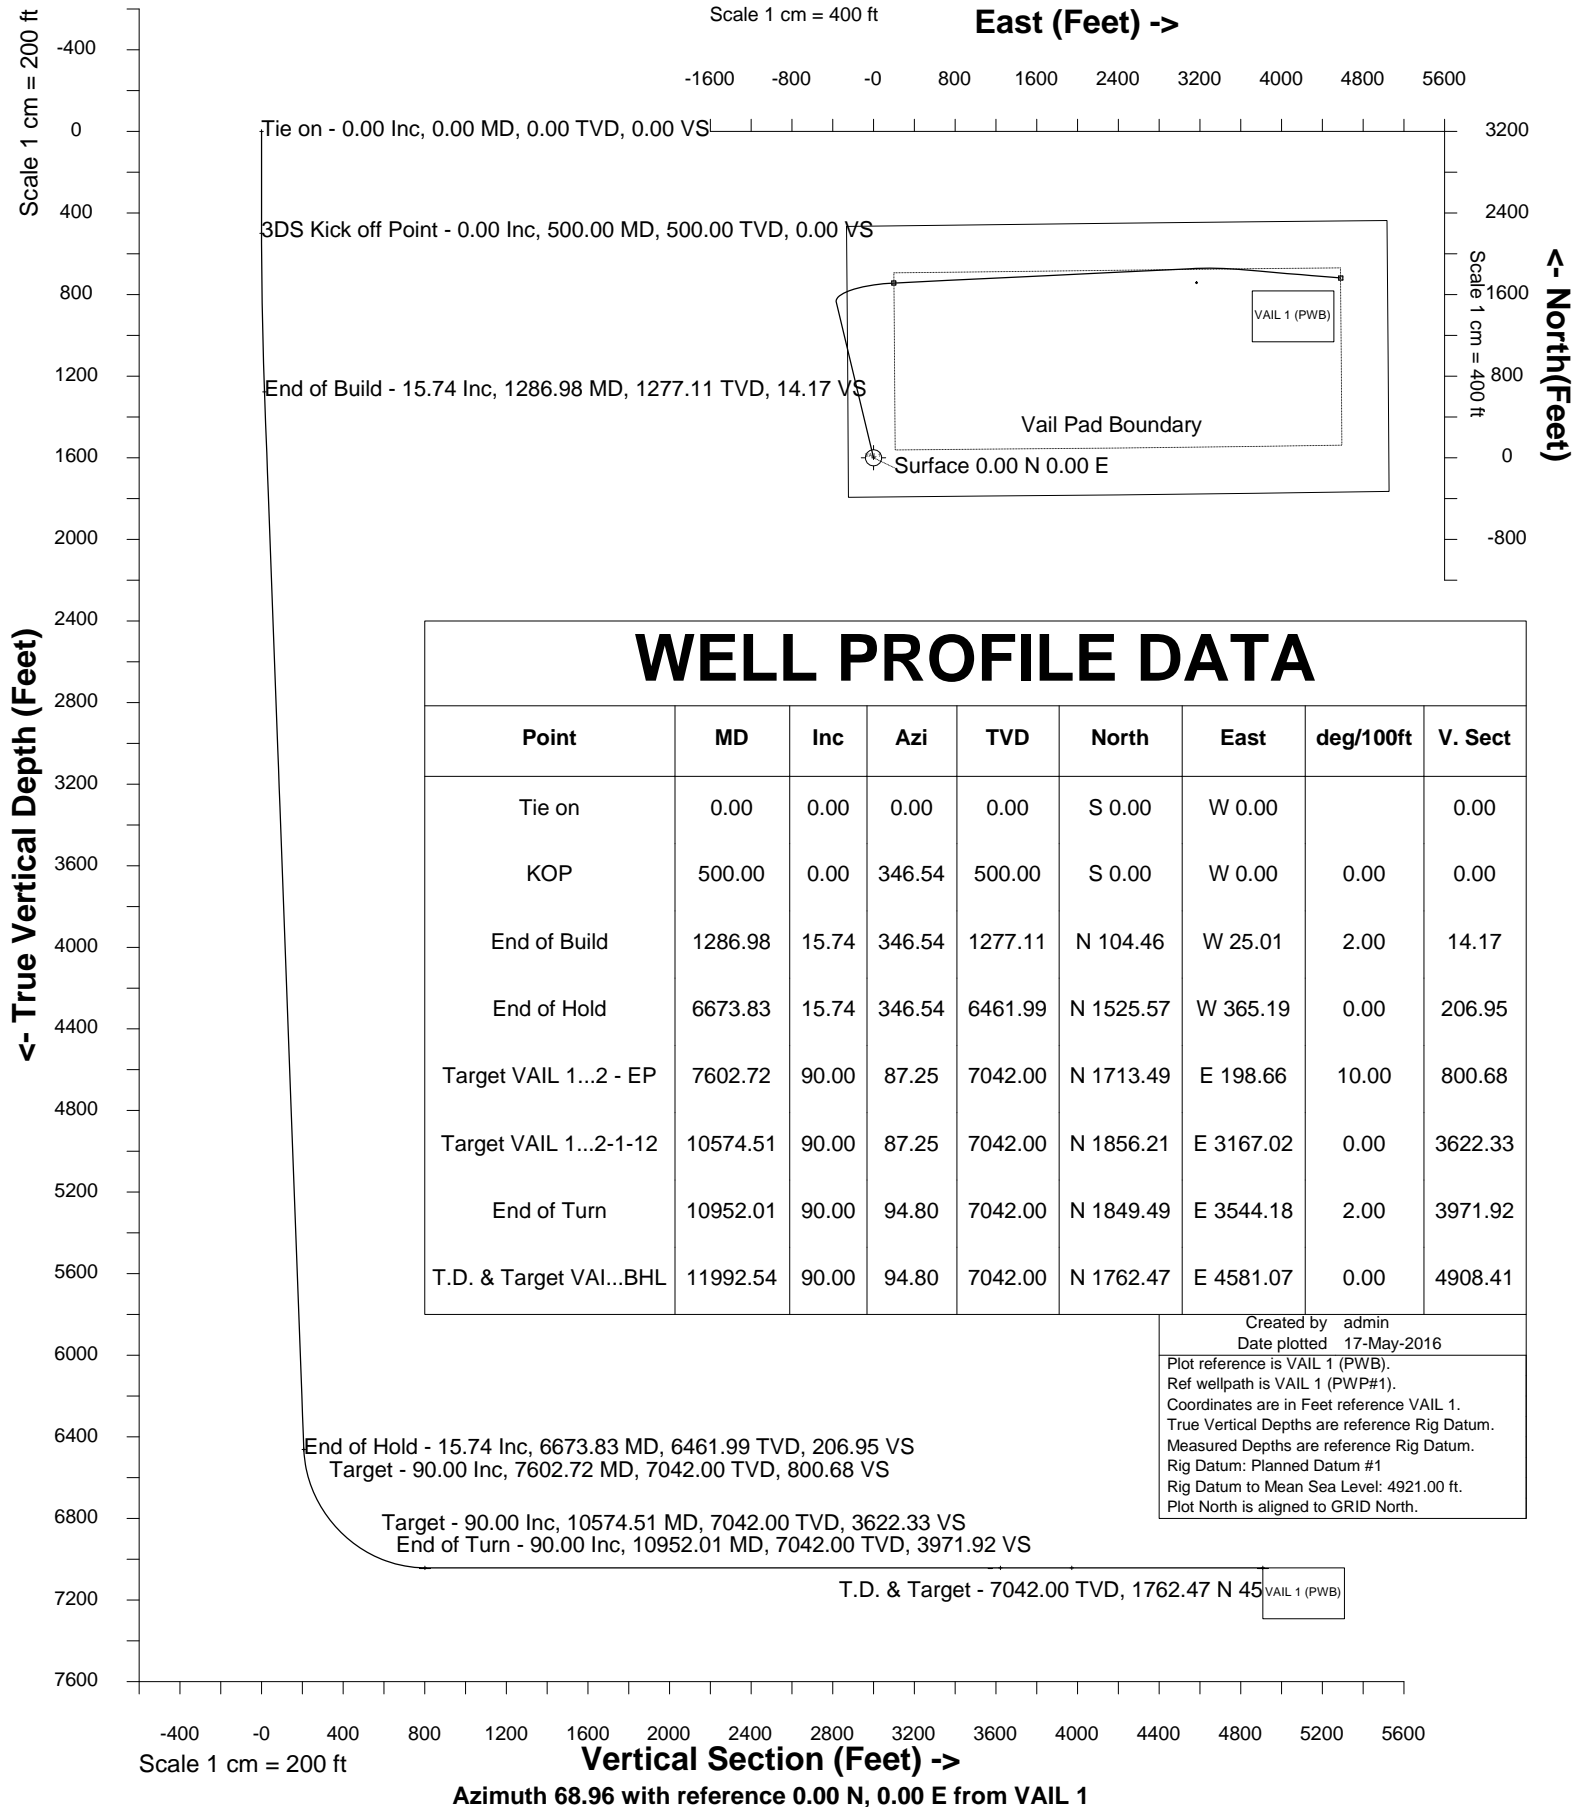 Scale 1 cm = 400 ft
East (Feet) ->
-1600 -800 -0 800 1600 2400 3200 4000 4800 5600
Scale 1 cm = 200 ft
-400
0
400
800
1200
1600
2000
2400
2800
3200
3600
4000
4400
4800
5200
5600
6000
6400
6800
7200
7600
<- True Vertical Depth (Feet)
Tie on - 0.00 Inc, 0.00 MD, 0.00 TVD, 0.00 VS
3DS Kick off Point - 0.00 Inc, 500.00 MD, 500.00 TVD, 0.00 VS
End of Build - 15.74 Inc, 1286.98 MD, 1277.11 TVD, 14.17 VS
VAIL 1 (PWB)
Vail Pad Boundary
Surface 0.00 N 0.00 E
3200
2400
1600
800
0
-800
Scale 1 cm = 400 ft
<- North(Feet)
WELL PROFILE DATA
Point MD Inc Azi TVD North East deg/100ft V. Sect
Tie on 0.00 0.00 0.00 0.00 S 0.00 W 0.00 0.00
KOP 500.00 0.00 346.54 500.00 S 0.00 W 0.00 0.00 0.00
End of Build 1286.98 15.74 346.54 1277.11 N 104.46 W 25.01 2.00 14.17
End of Hold 6673.83 15.74 346.54 6461.99 N 1525.57 W 365.19 0.00 206.95
Target VAIL 1...2 - EP 7602.72 90.00 87.25 7042.00 N 1713.49 E 198.66 10.00 800.68
Target VAIL 1...2-1-12 10574.51 90.00 87.25 7042.00 N 1856.21 E 3167.02 0.00 3622.33
End of Turn 10952.01 90.00 94.80 7042.00 N 1849.49 E 3544.18 2.00 3971.92
T.D. & Target VAI...BHL 11992.54 90.00 94.80 7042.00 N 1762.47 E 4581.07 0.00 4908.41
Created by admin
Date plotted 17-May-2016
Plot reference is VAIL 1 (PWB).
Ref wellpath is VAIL 1 (PWP#1).
Coordinates are in Feet reference VAIL 1.
True Vertical Depths are reference Rig Datum.
Measured Depths are reference Rig Datum.
Rig Datum: Planned Datum #1
Rig Datum to Mean Sea Level: 4921.00 ft.
Plot North is aligned to GRID North.
End of Hold - 15.74 Inc, 6673.83 MD, 6461.99 TVD, 206.95 VS
Target - 90.00 Inc, 7602.72 MD, 7042.00 TVD, 800.68 VS
Target - 90.00 Inc, 10574.51 MD, 7042.00 TVD, 3622.33 VS
End of Turn - 90.00 Inc, 10952.01 MD, 7042.00 TVD, 3971.92 VS
T.D. & Target - 7042.00 TVD, 1762.47 N 45
VAIL 1 (PWB)
-400 -0 400 800 1200 1600 2000 2400 2800 3200 3600 4000 4400 4800 5200 5600
Scale 1 cm = 200 ft
Vertical Section (Feet) ->
Azimuth 68.96 with reference 0.00 N, 0.00 E from VAIL 1